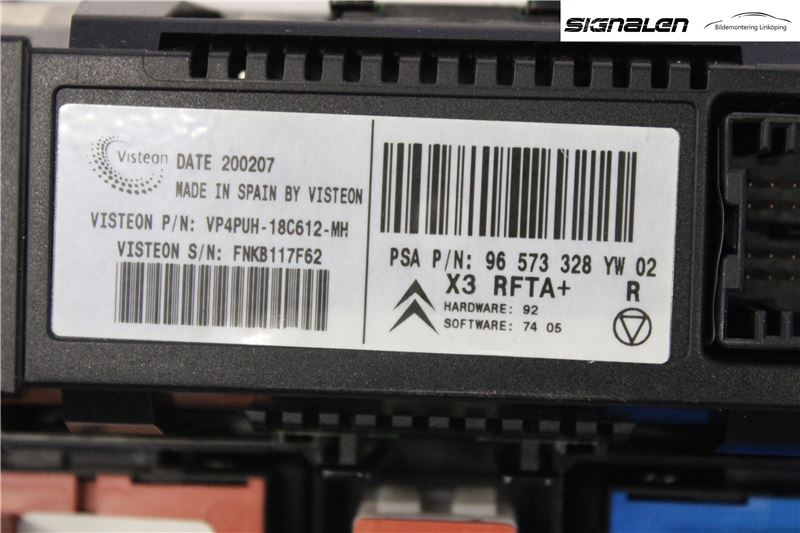 SIGNALEN
Bildemontering Linköping
Visteon
DATE 200207
MADE IN SPAIN BY VISTEON
VISTEON P/N: VP4PUH-18C612-MH
VISTEON S/N: FNKB117F62
PSA P/N: 96 573 328 YW 02
X3 RFTA+
R
HARDWARE: 92
SOFTWARE: 74 05